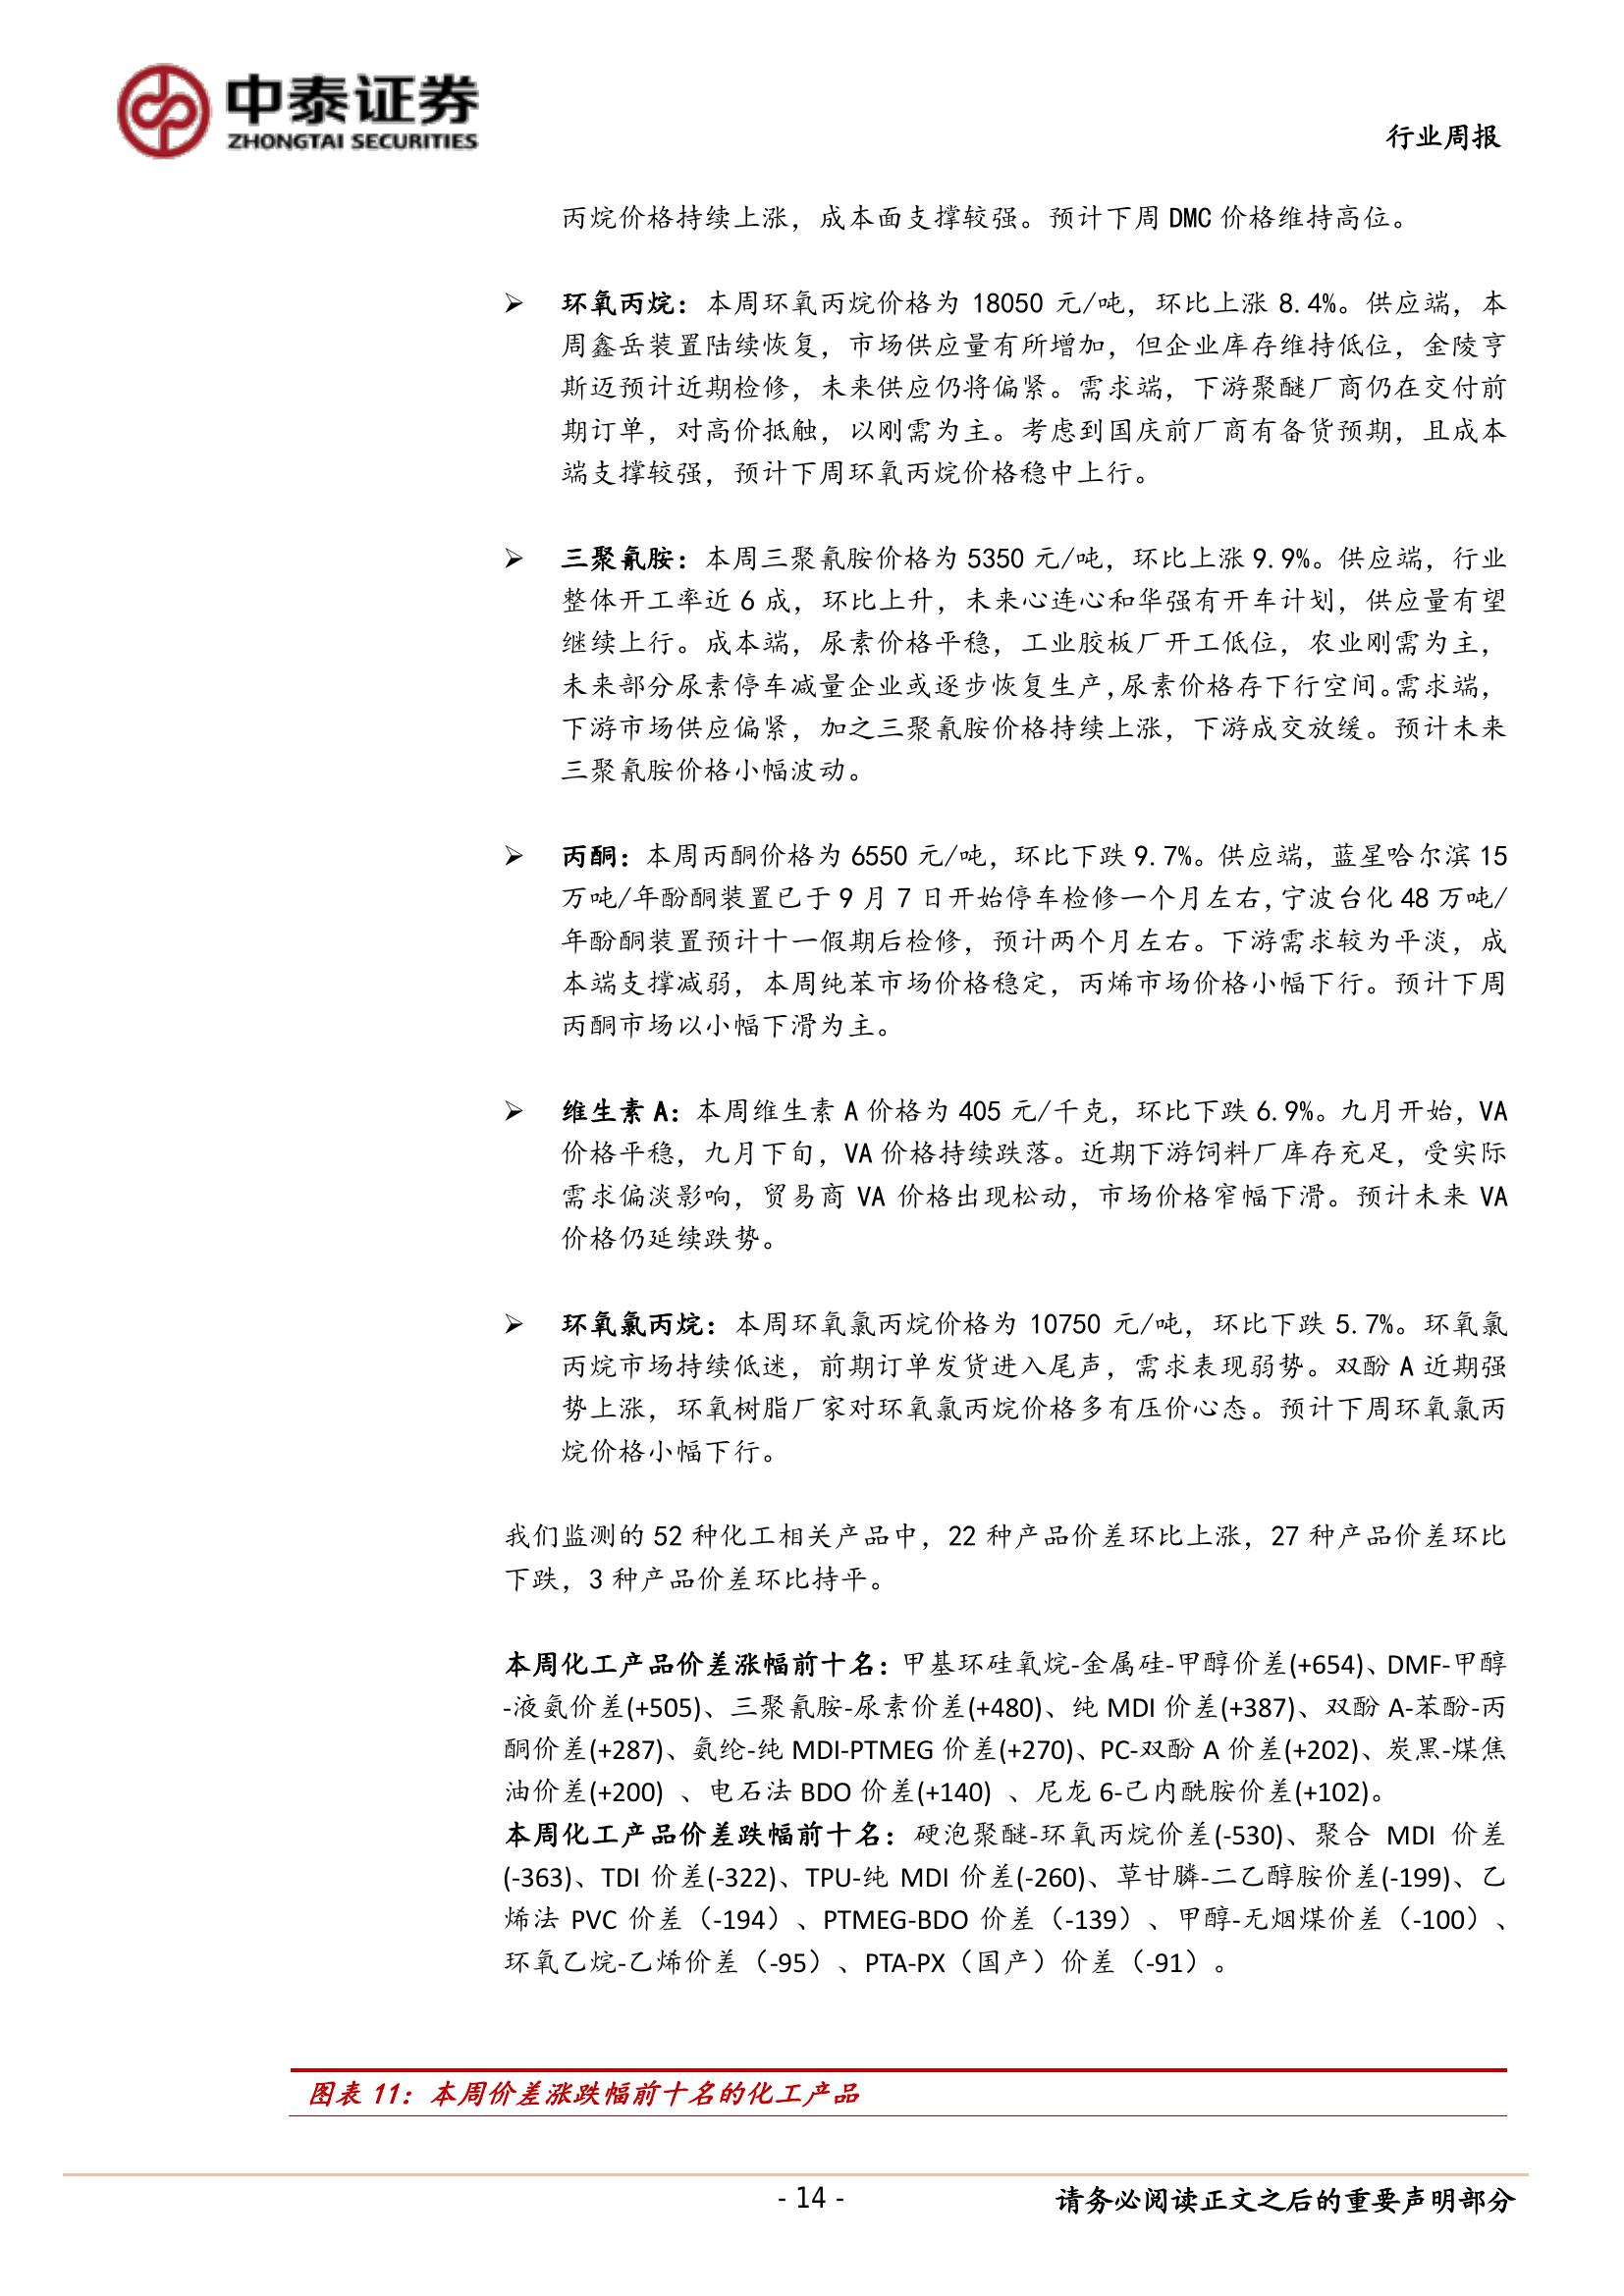 中泰证券
ZHONGTAI SECURITIES
行业周报
丙烷价格持续上涨，成本面支撑较强。预计下周 DMC 价格维持高位。
➢ 环氧丙烷：本周环氧丙烷价格为 18050 元/吨，环比上涨 8.4%。供应端，本
周鑫岳装置陆续恢复，市场供应量有所增加，但企业库存维持低位，金陵亨
斯迈预计近期检修，未来供应仍将偏紧。需求端，下游聚醚厂商仍在交付前
期订单，对高价抵触，以刚需为主。考虑到国庆前厂商有备货预期，且成本
端支撑较强，预计下周环氧丙烷价格稳中上行。
➢ 三聚氰胺：本周三聚氰胺价格为 5350 元/吨，环比上涨 9.9%。供应端，行业
整体开工率近 6 成，环比上升，未来心连心和华强有开车计划，供应量有望
继续上行。成本端，尿素价格平稳，工业胶板厂开工低位，农业刚需为主，
未来部分尿素停车减量企业或逐步恢复生产，尿素价格存下行空间。需求端，
下游市场供应偏紧，加之三聚氰胺价格持续上涨，下游成交放缓。预计未来
三聚氰胺价格小幅波动。
➢ 丙酮：本周丙酮价格为 6550 元/吨，环比下跌 9.7%。供应端，蓝星哈尔滨 15
万吨/年酚酮装置已于 9 月 7 日开始停车检修一个月左右，宁波台化 48 万吨/
年酚酮装置预计十一假期后检修，预计两个月左右。下游需求较为平淡，成
本端支撑减弱，本周纯苯市场价格稳定，丙烯市场价格小幅下行。预计下周
丙酮市场以小幅下滑为主。
➢ 维生素 A：本周维生素 A 价格为 405 元/千克，环比下跌 6.9%。九月开始，VA
价格平稳，九月下旬，VA 价格持续跌落。近期下游饲料厂库存充足，受实际
需求偏淡影响，贸易商 VA 价格出现松动，市场价格窄幅下滑。预计未来 VA
价格仍延续跌势。
➢ 环氧氯丙烷：本周环氧氯丙烷价格为 10750 元/吨，环比下跌 5.7%。环氧氯
丙烷市场持续低迷，前期订单发货进入尾声，需求表现弱势。双酚 A 近期强
势上涨，环氧树脂厂家对环氧氯丙烷价格多有压价心态。预计下周环氧氯丙
烷价格小幅下行。
我们监测的 52 种化工相关产品中，22 种产品价差环比上涨，27 种产品价差环比
下跌，3 种产品价差环比持平。
本周化工产品价差涨幅前十名：甲基环硅氧烷-金属硅-甲醇价差(+654)、DMF-甲醇
-液氨价差(+505)、三聚氰胺-尿素价差(+480)、纯 MDI 价差(+387)、双酚 A-苯酚-丙
酮价差(+287)、氨纶-纯 MDI-PTMEG 价差(+270)、PC-双酚 A 价差(+202)、炭黑-煤焦
油价差(+200) 、电石法 BDO 价差(+140) 、尼龙 6-己内酰胺价差(+102)。
本周化工产品价差跌幅前十名：硬泡聚醚-环氧丙烷价差(-530)、聚合 MDI 价差
(-363)、TDI 价差(-322)、TPU-纯 MDI 价差(-260)、草甘膦-二乙醇胺价差(-199)、乙
烯法 PVC 价差（-194）、PTMEG-BDO 价差（-139）、甲醇-无烟煤价差（-100）、
环氧乙烷-乙烯价差（-95）、PTA-PX（国产）价差（-91）。
图表 11：本周价差涨跌幅前十名的化工产品
- 14 -
请务必阅读正文之后的重要声明部分